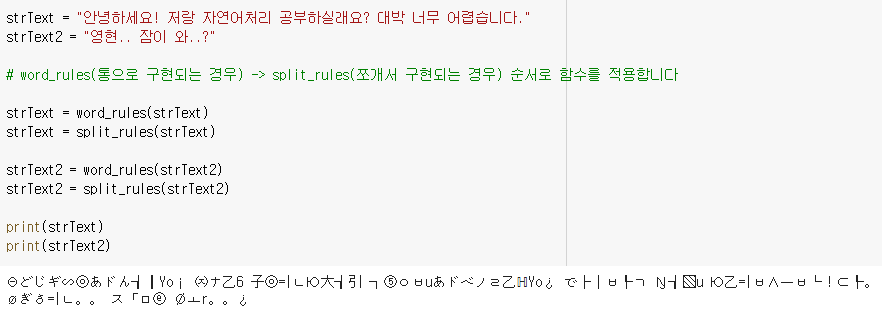 strText = "안녕하세요! 저랑 자연어처리 공부하실래요? 대박 너무 어렵습니다."
strText2 = "영현.. 잠이 와..?"
# word_rules(통으로 구현되는 경우) -> split_rules(쪼개서 구현되는 경우) 순서로 함수를 적용합니다
strText = word_rules(strText)
strText = split_rules(strText)
strText2 = word_rules(strText2)
strText2 = split_rules(strText2)
print(strText)
print(strText2)